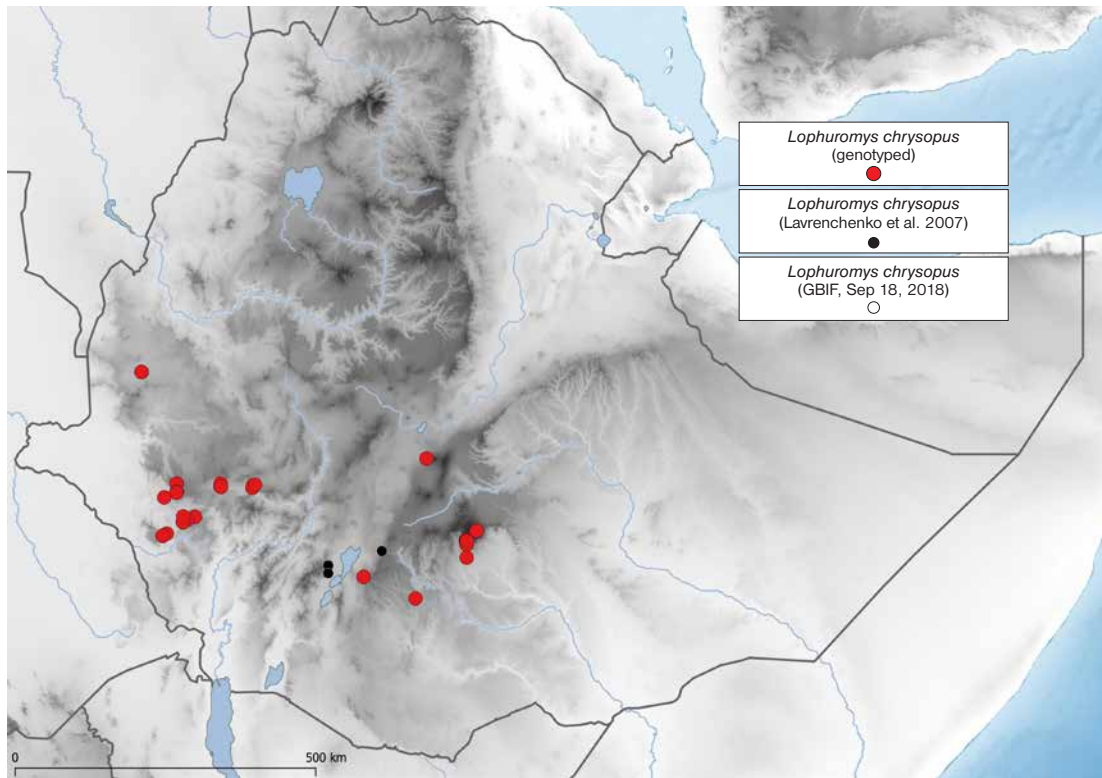 Lophuromys chrysopus
(genotyped)
Lophuromys chrysopus
(Lavrenchenko et al. 2007)
Lophuromys chrysopus
(GBIF, Sep 18, 2018)
0 500 km